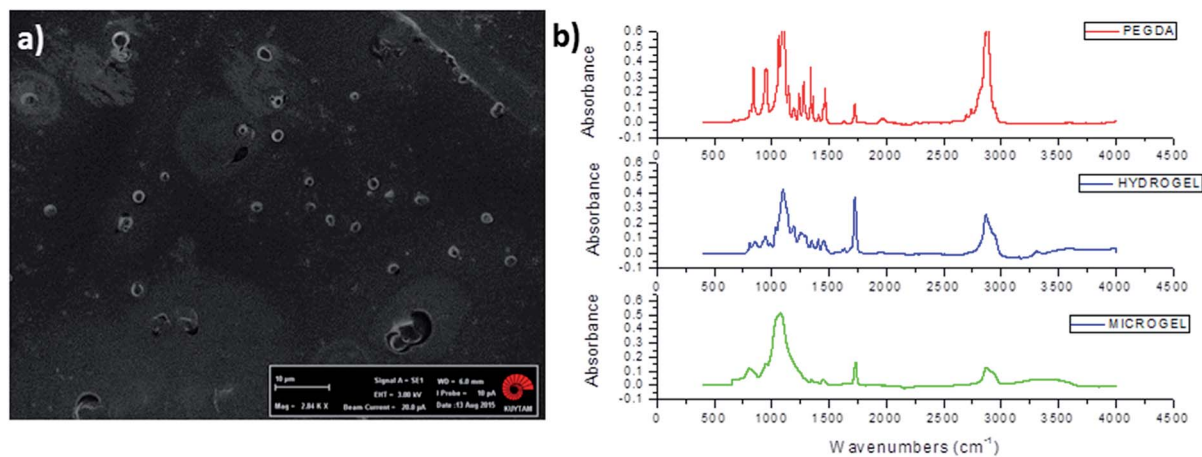 a)
10 µm
Mag = 2.04 K X
Signal A = SE1
EHT = 3.00 kV
Beam Current = 20.0 µA
WD = 6.0 mm
I Probe = 10 pA
Date :13 Aug 2015
KUYTAM
b)
PEGDA
Absorbance
0.6
0.5
0.4
0.3
0.2
0.1
0.0
-0.1
0 500 1000 1500 2000 2500 3000 3500 4000 4500
HYDROGEL
Absorbance
0.6
0.5
0.4
0.3
0.2
0.1
0.0
-0.1
0 500 1000 1500 2000 2500 3000 3500 4000 4500
MICROGEL
Absorbance
0.6
0.5
0.4
0.3
0.2
0.1
0.0
-0.1
0 500 1000 1500 2000 2500 3000 3500 4000 4500
Wavenumbers (cm⁻¹)